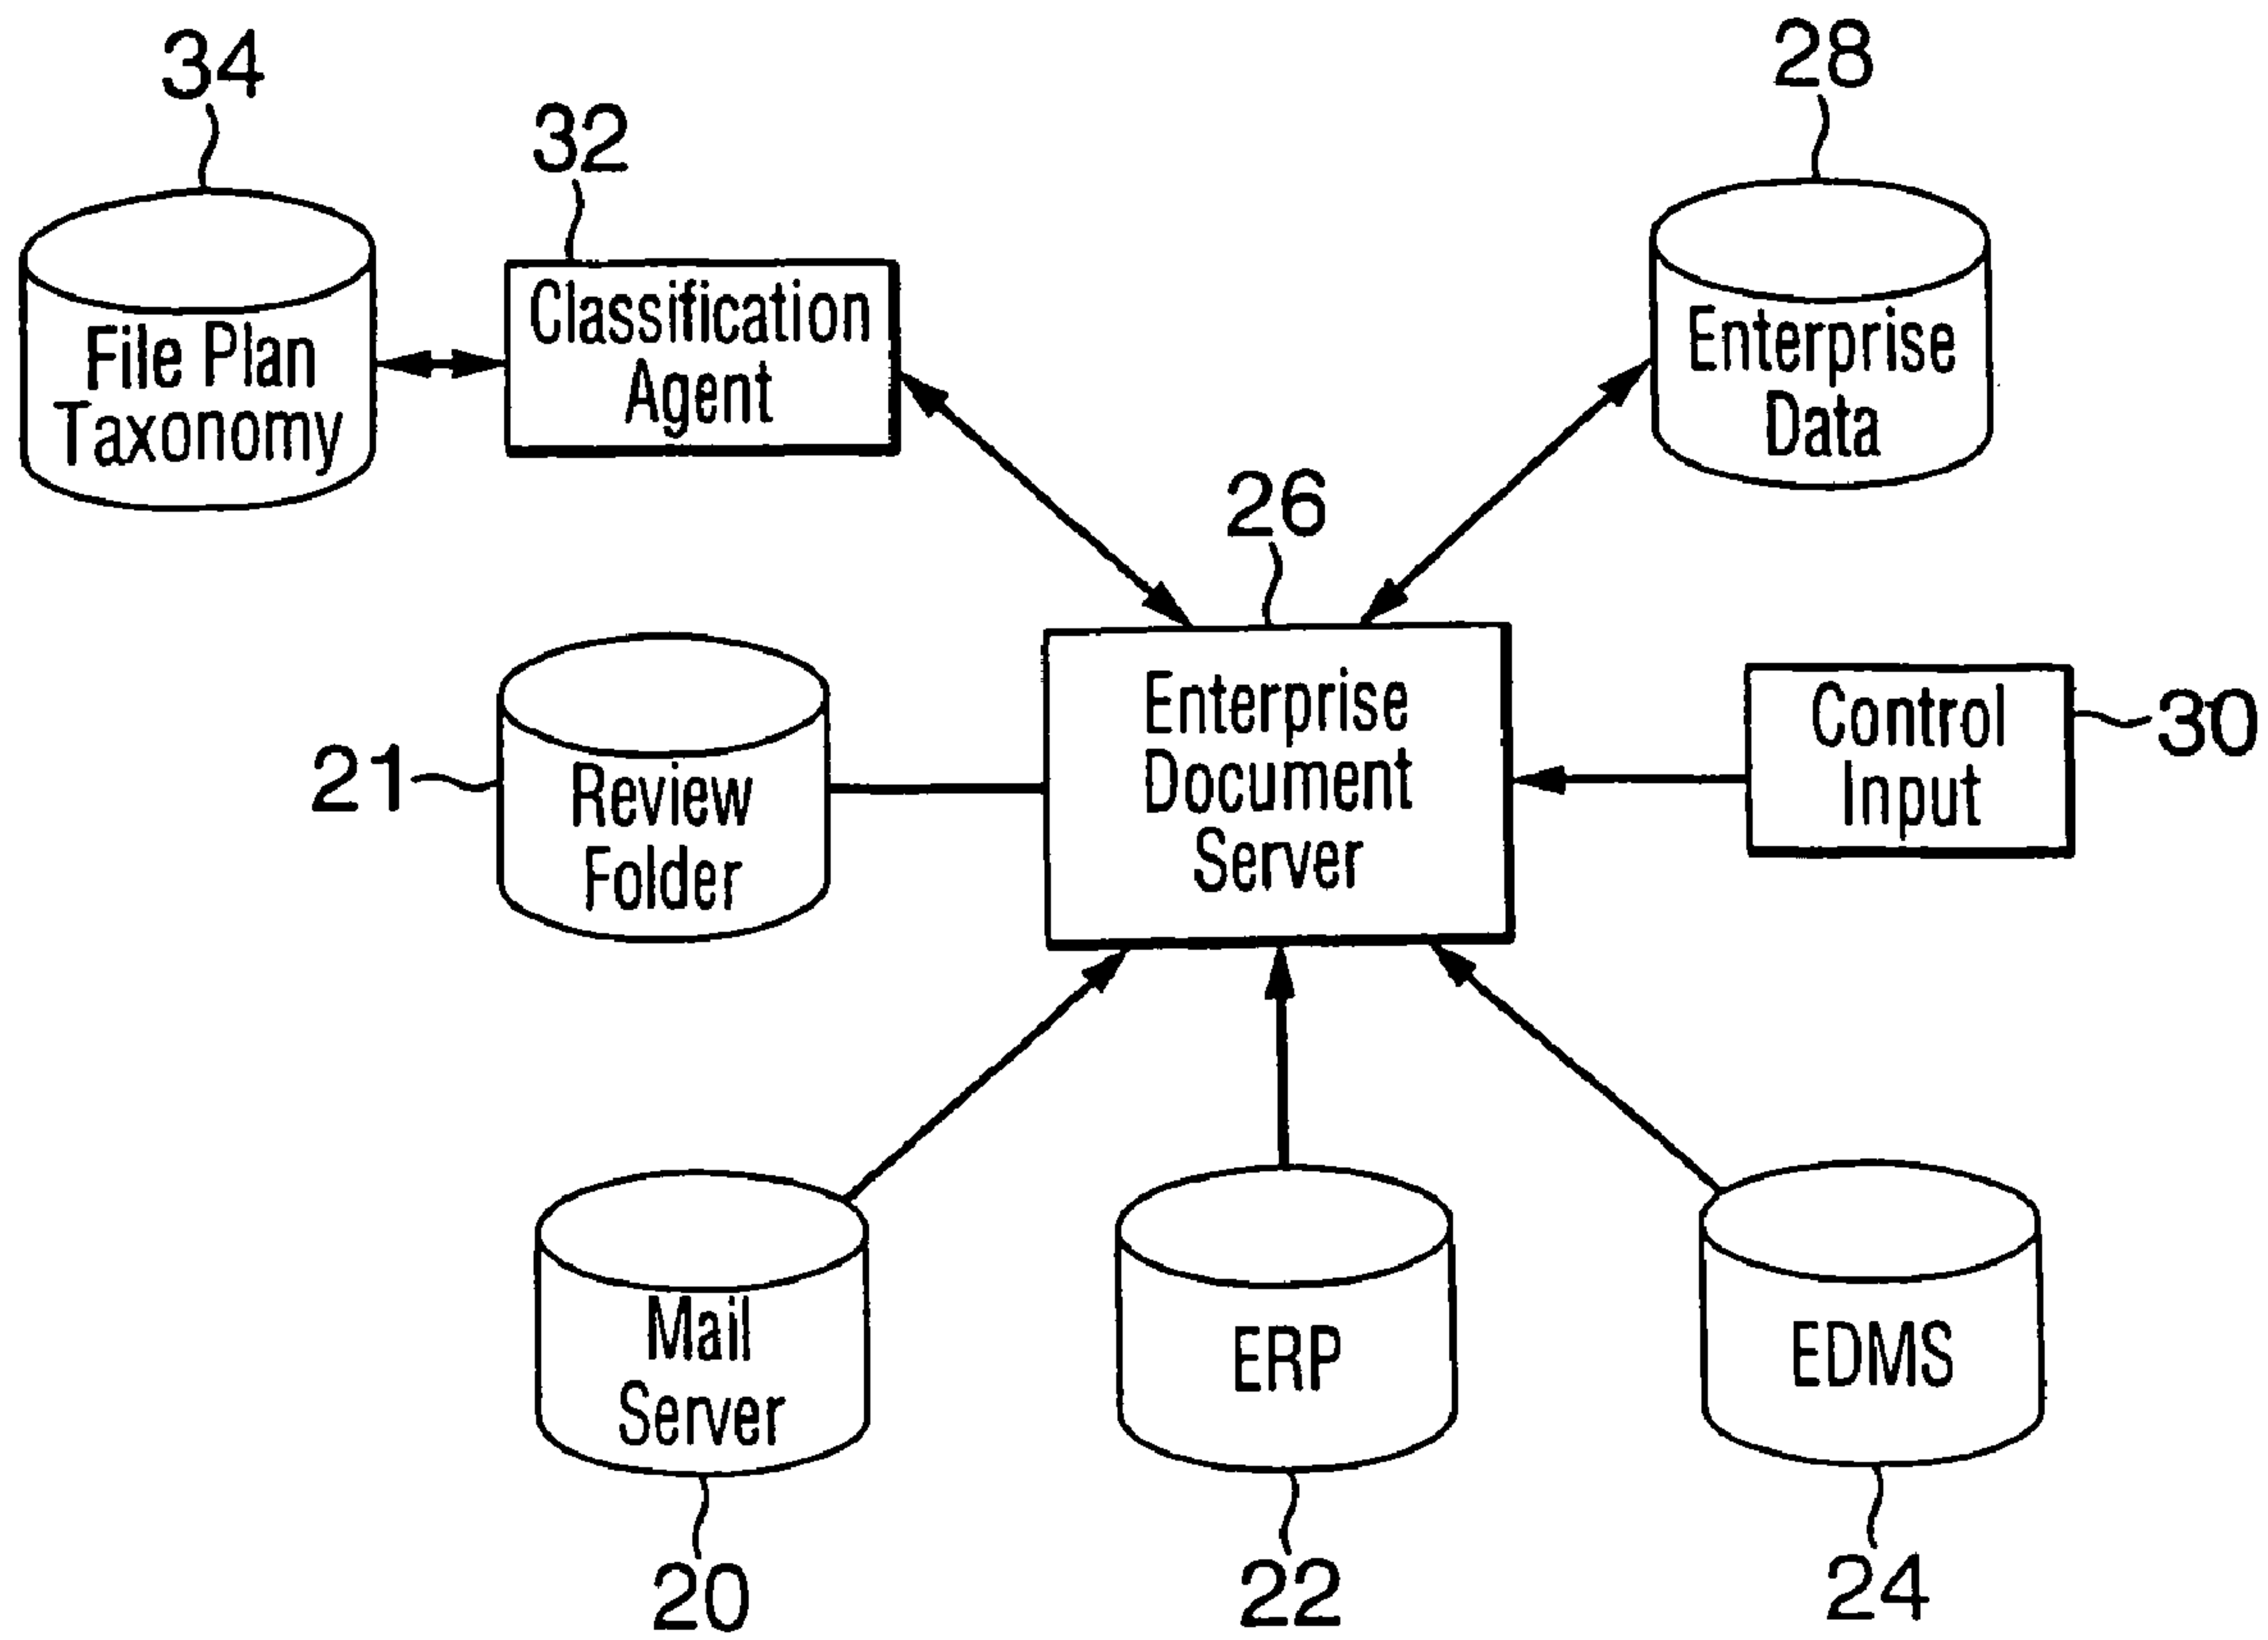 34
28
32
File Plan
Taxonomy
Classification
Agent
Enterprise
Data
26
21
Review
Folder
Enterprise
Document
Server
Control
Input
30
Mail
Server
ERP
EDMS
20
22
24